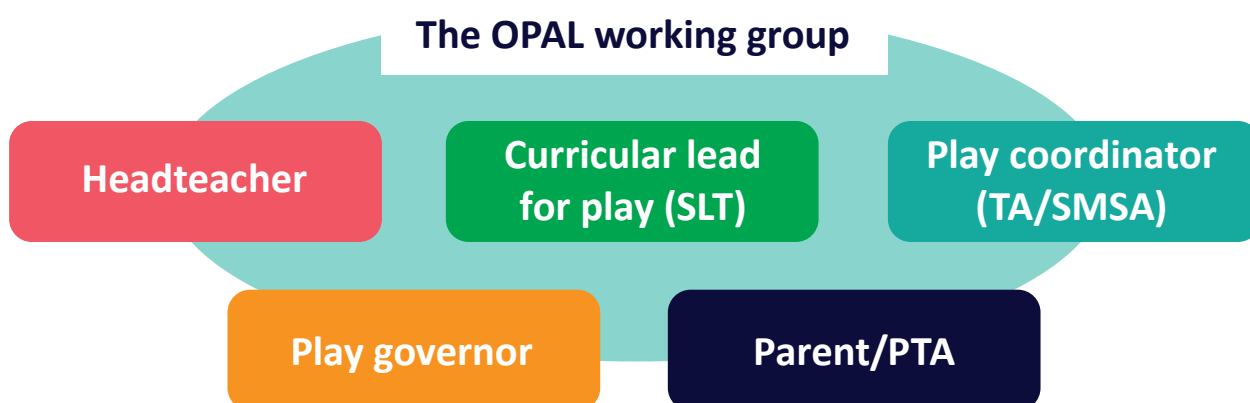 The OPAL working group
Headteacher
Curricular lead
for play (SLT)
Play coordinator
(TA/SMSA)
Play governor
Parent/PTA